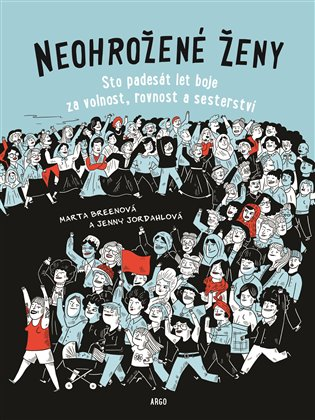 NEOHROŽENÉ ŽENY
Sto padesát let boje
za volnost, rovnost a sesterství
MARTA BREENOVÁ
A JENNY JORDAHLOVÁ
ARGO